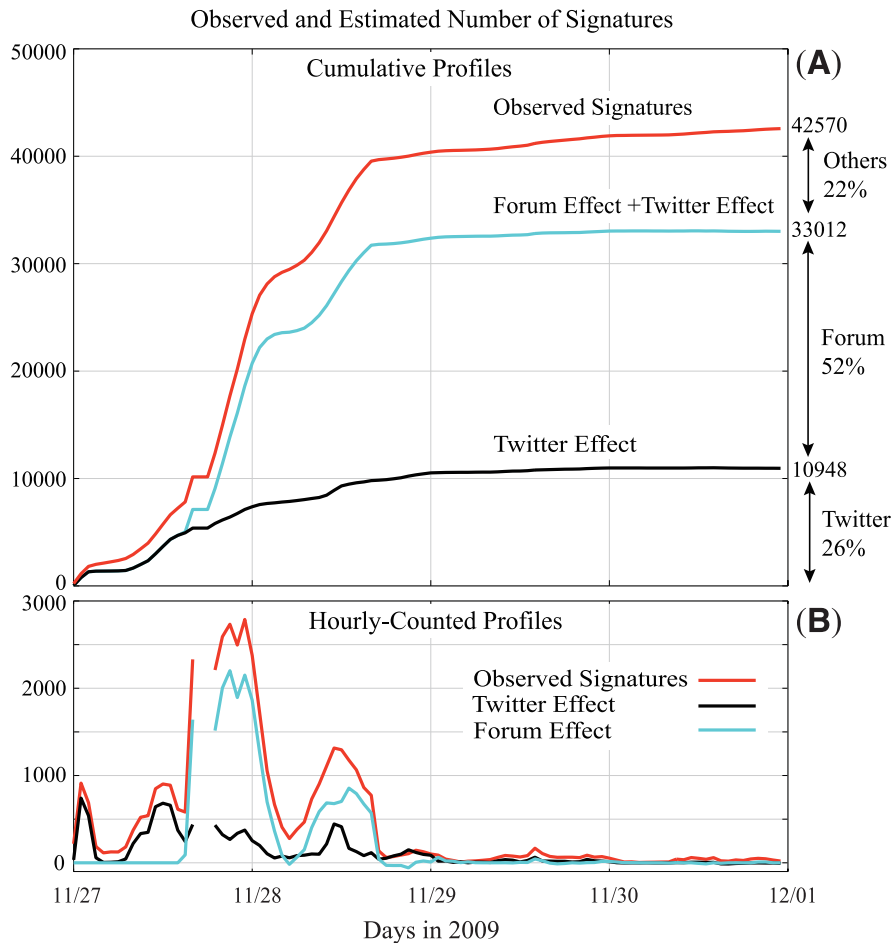 Observed and Estimated Number of Signatures
50000
Cumulative Profiles
(A)
Observed Signatures
42570
40000
Others
22%
Forum Effect +Twitter Effect
33012
30000
Forum
52%
20000
Twitter Effect
10948
10000
Twitter
26%
0
3000
Hourly-Counted Profiles
(B)
Observed Signatures
2000
Twitter Effect
Forum Effect
1000
0
11/27
11/28
11/29
11/30
12/01
Days in 2009